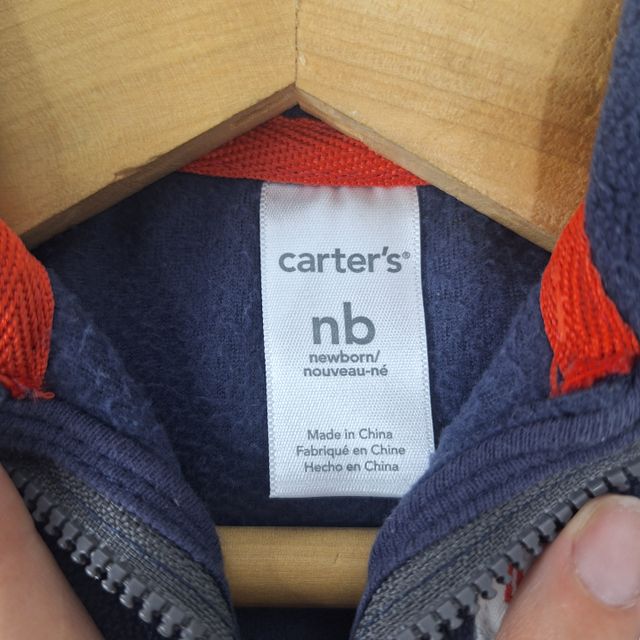 carter's®
nb
newborn/
nouveau-né
Made in China
Fabriqué en Chine
Hecho en China